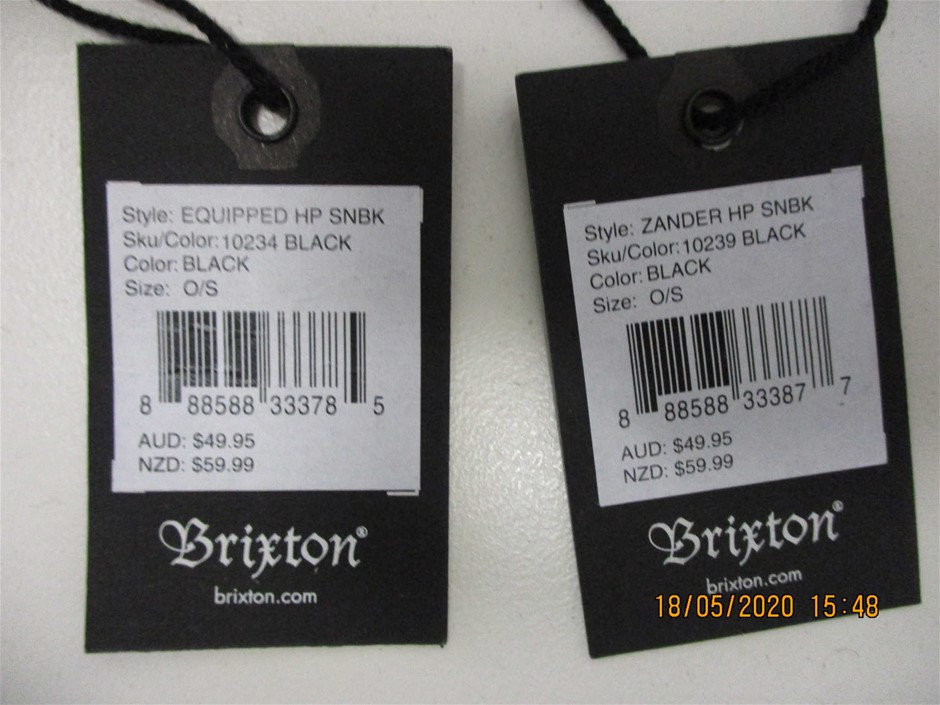 Style: EQUIPPED HP SNBK
Sku/Color:10234 BLACK
Color: BLACK
Size: O/S
8 88588 33378 5
AUD: $49.95
NZD: $59.99
Brixton®
brixton.com
Style: ZANDER HP SNBK
Sku/Color:10239 BLACK
Color: BLACK
Size: O/S
8 88588 33387 7
AUD: $49.95
NZD: $59.99
Brixton®
brixton.com
18/05/2020 15:48